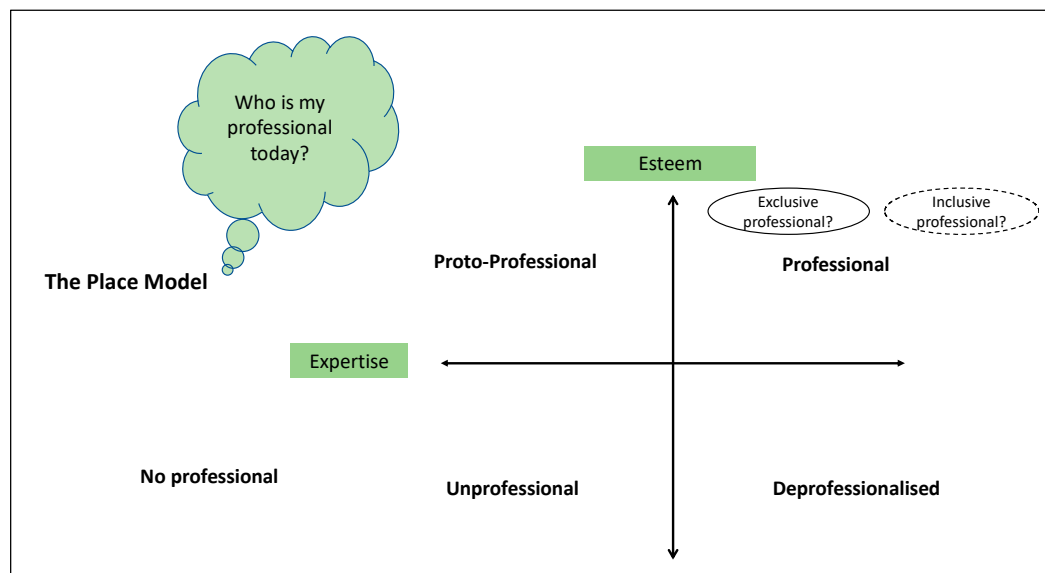 Who is my
professional
today?
Esteem
Exclusive
professional?
Inclusive
professional?
Proto-Professional
Professional
The Place Model
Expertise
No professional
Unprofessional
Deprofessionalised